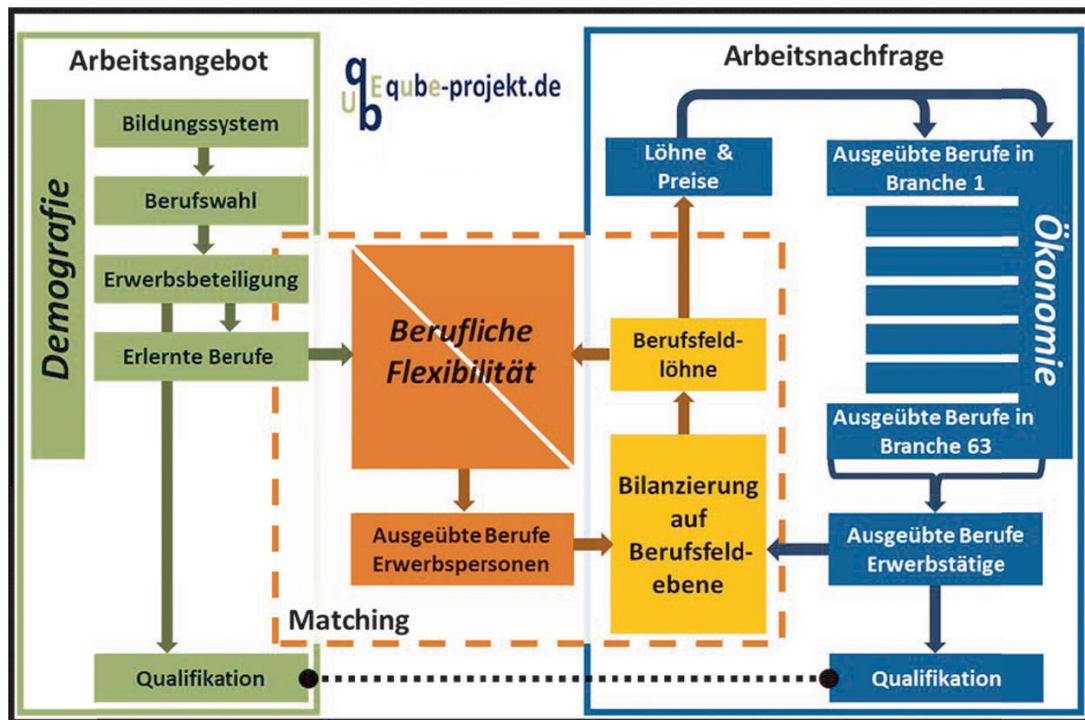 Arbeitsangebot
Demografie
Bildungssystem
Berufswahl
Erwerbsbeteiligung
Erlernte Berufe
Qualifikation
qUEb qube-projekt.de
Matching
Berufliche
Flexibilität
Ausgeübte Berufe
Erwerbspersonen
Arbeitsnachfrage
Löhne &
Preise
Berufsfeld-
löhne
Bilanzierung
auf
Berufsfeld-
ebene
Ausgeübte Berufe in
Branche 1
Ökonomie
Ausgeübte Berufe in
Branche 63
Ausgeübte Berufe
Erwerbstätige
Qualifikation